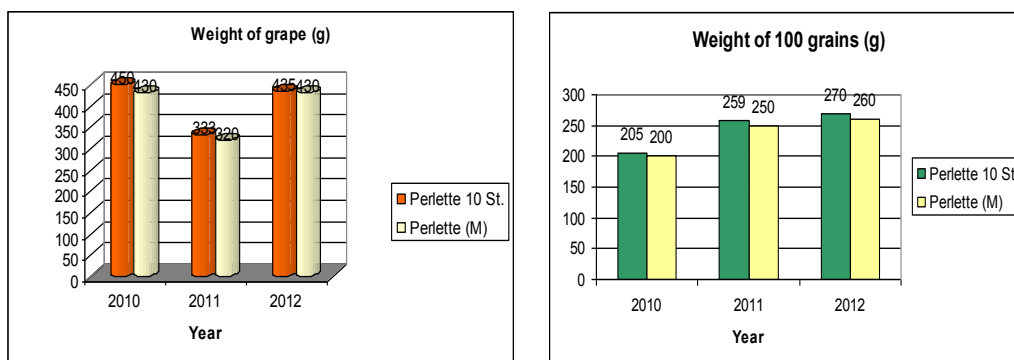 Weight of grape (g)
450
430
333
320
435
430
450
400
350
300
250
200
150
100
50
0
2010 2011 2012
Year
Perlette 10 St.
Perlette (M)
Weight of 100 grains (g)
205
200
259
250
270
260
300
250
200
150
100
50
0
2010 2011 2012
Year
Perlette 10 St.
Perlette (M)